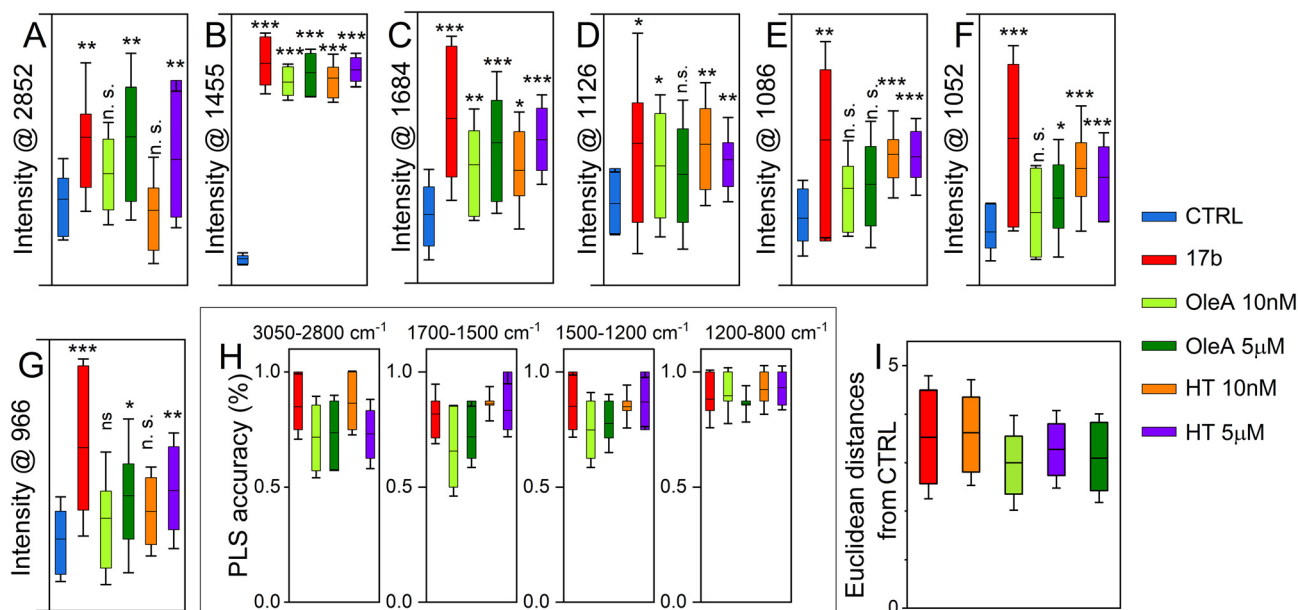 A
Intensity @ 2852
**
n. s.
**
n. s.
**
B
Intensity @ 1455
***
***
***
***
***
C
Intensity @ 1684
***
**
***
*
***
D
Intensity @ 1126
*
*
n.s.
**
**
E
Intensity @ 1086
**
n. s.
n. s.
***
***
F
Intensity @ 1052
***
n. s.
*
***
***
CTRL
17b
OleA 10nM
OleA 5μM
HT 10nM
HT 5μM
G
Intensity @ 966
***
ns
*
n. s.
**
H
PLS accuracy (%)
3050-2800 cm⁻¹
1700-1500 cm⁻¹
1500-1200 cm⁻¹
1200-800 cm⁻¹
1.0
0.5
0.0
1.0
0.5
0.0
1.0
0.5
0.0
1.0
0.5
0.0
I
Euclidean distances
from CTRL
5
0